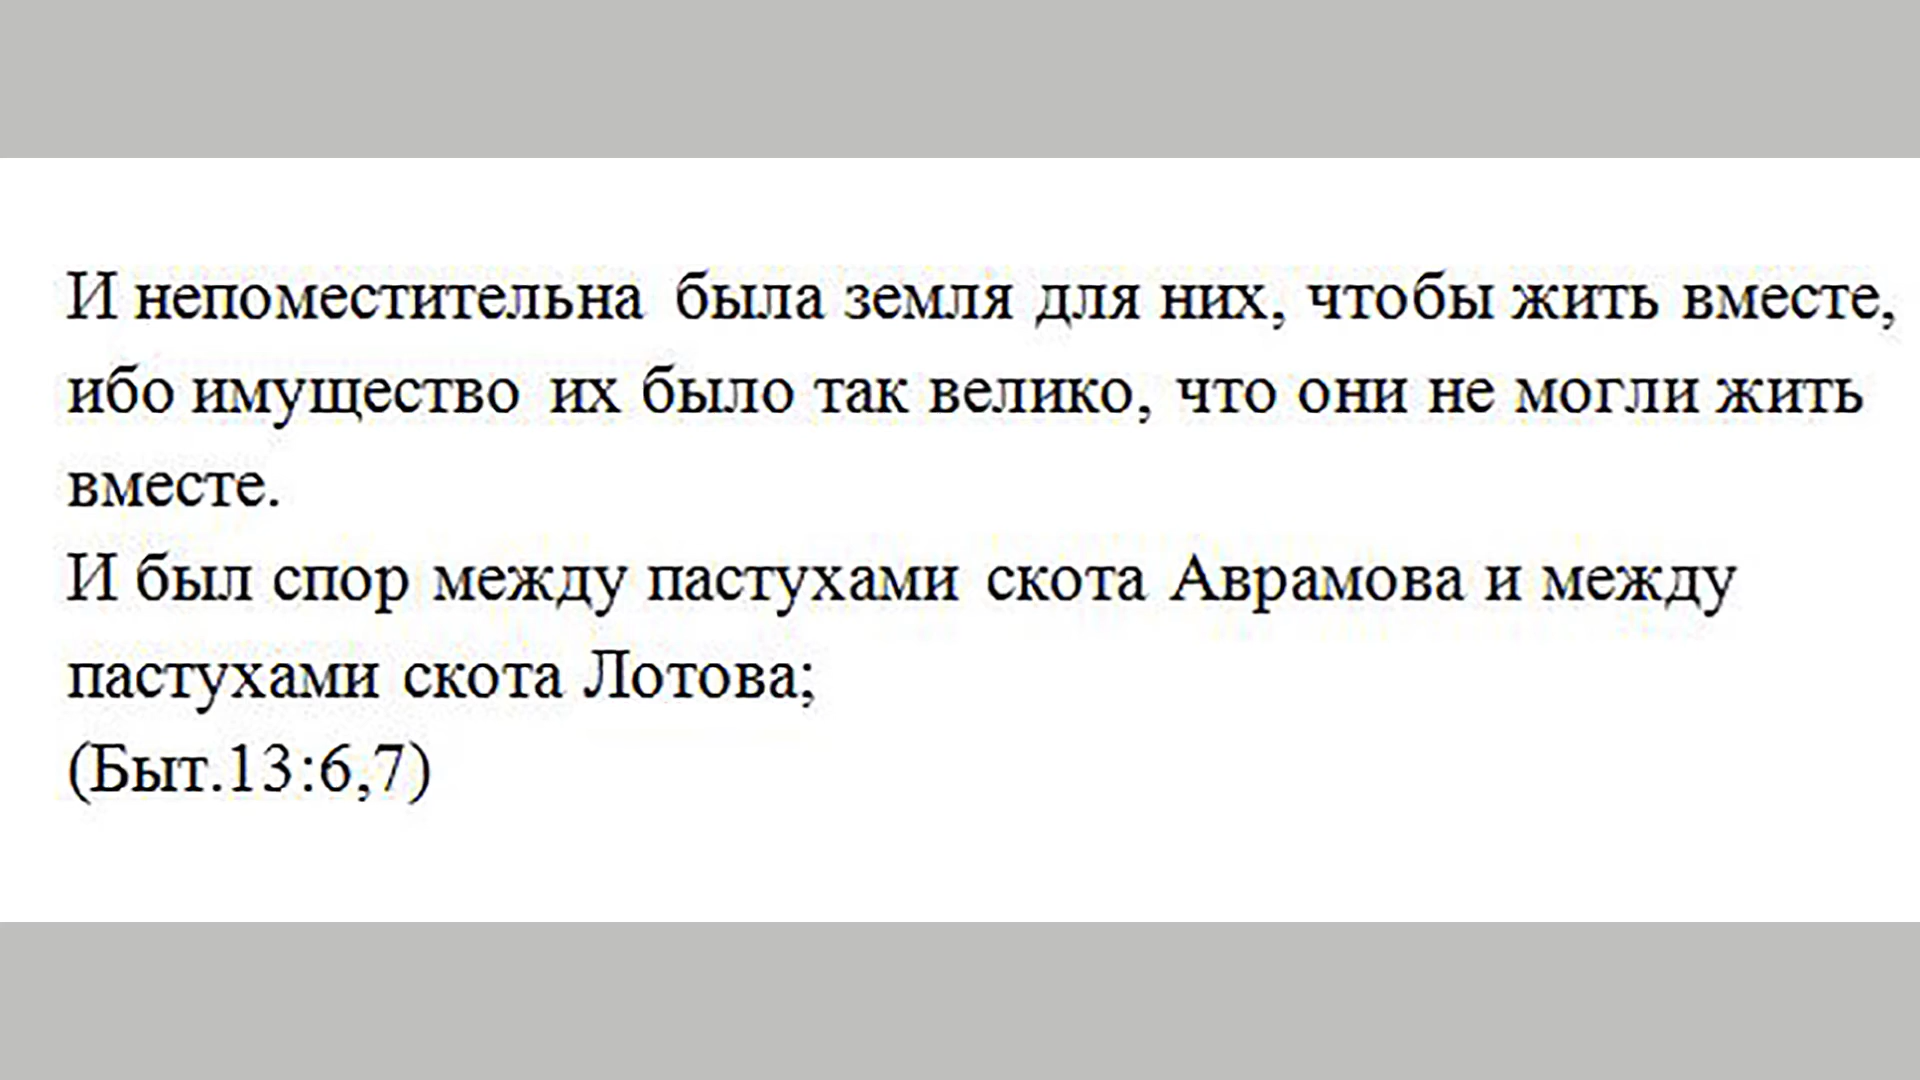 И непоместительна была земля для них, чтобы жить вместе,
ибо имущество их было так велико, что они не могли жить
вместе.
И был спор между пастухами скота Аврамова и между
пастухами скота Лотова;
(Быт.13:6,7)